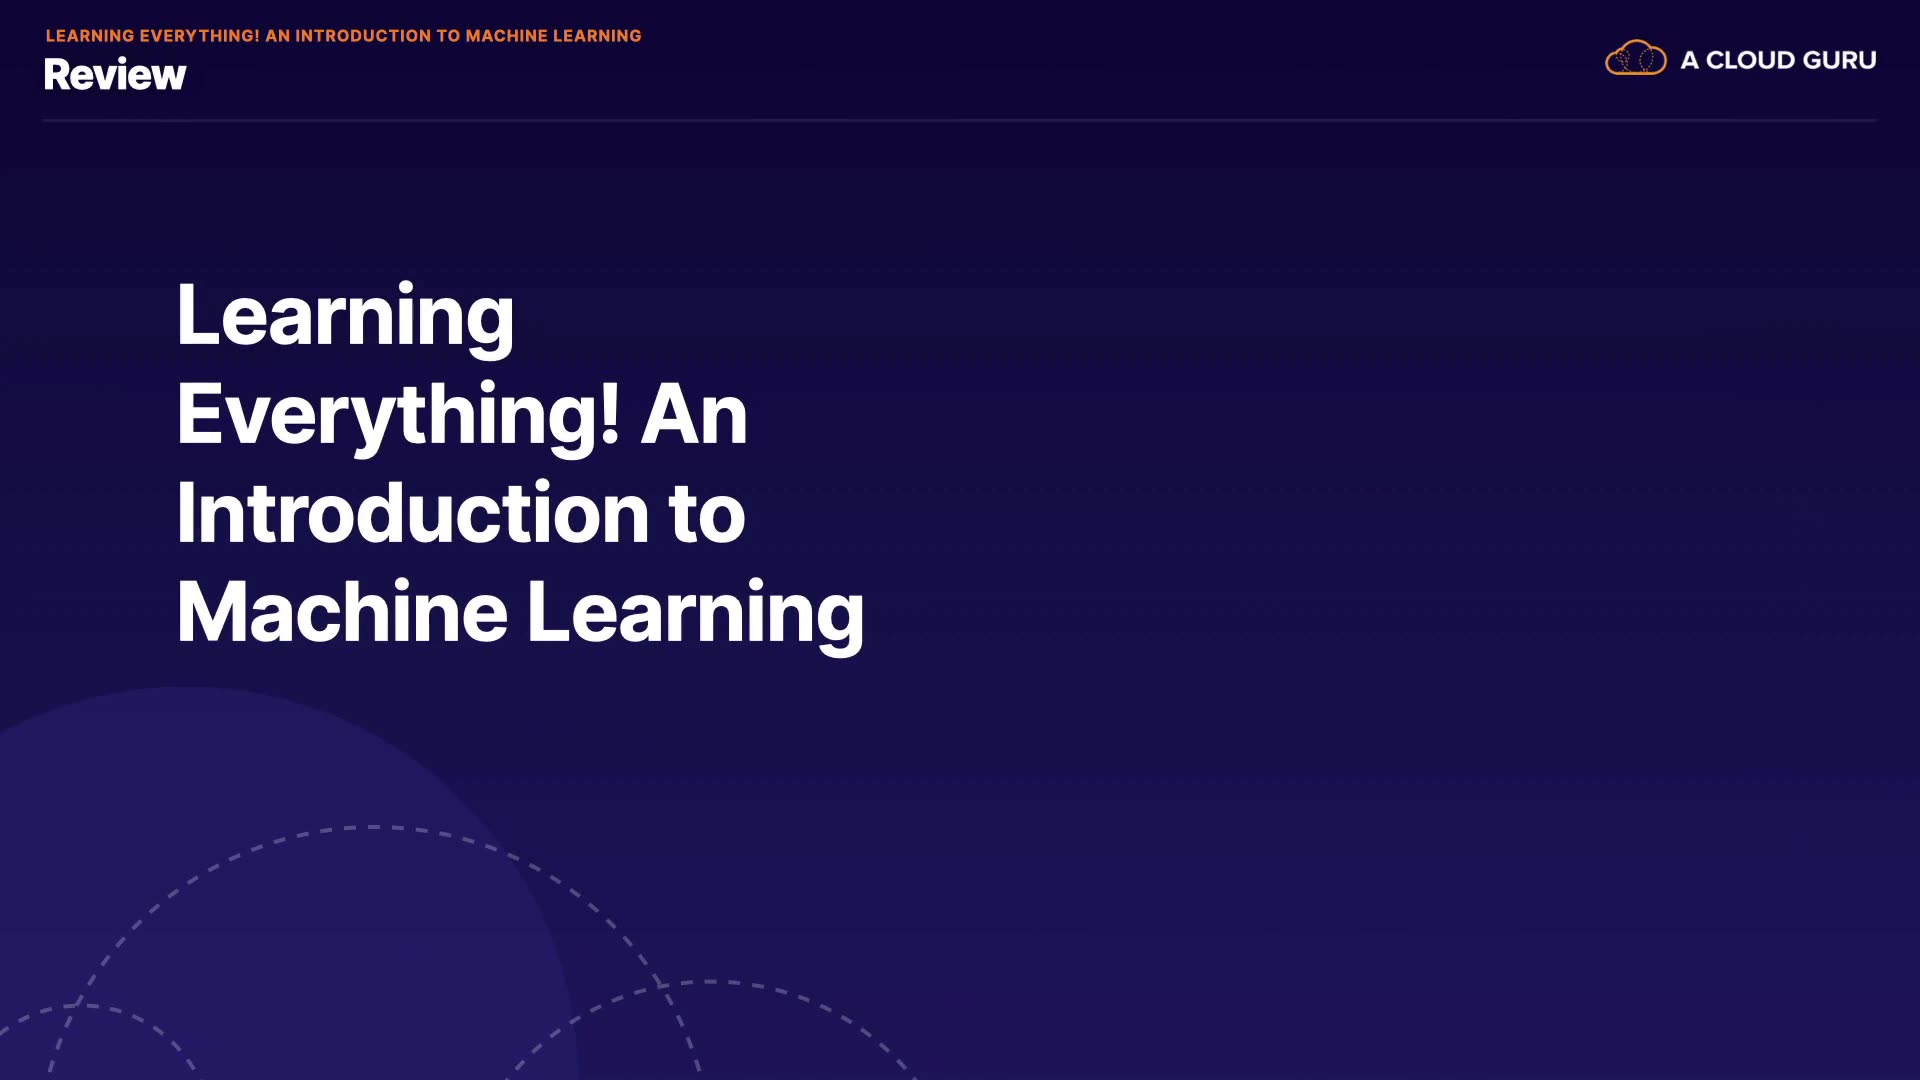 LEARNING EVERYTHING! AN INTRODUCTION TO MACHINE LEARNING
Review
A CLOUD GURU
Learning
Everything! An
Introduction to
Machine Learning